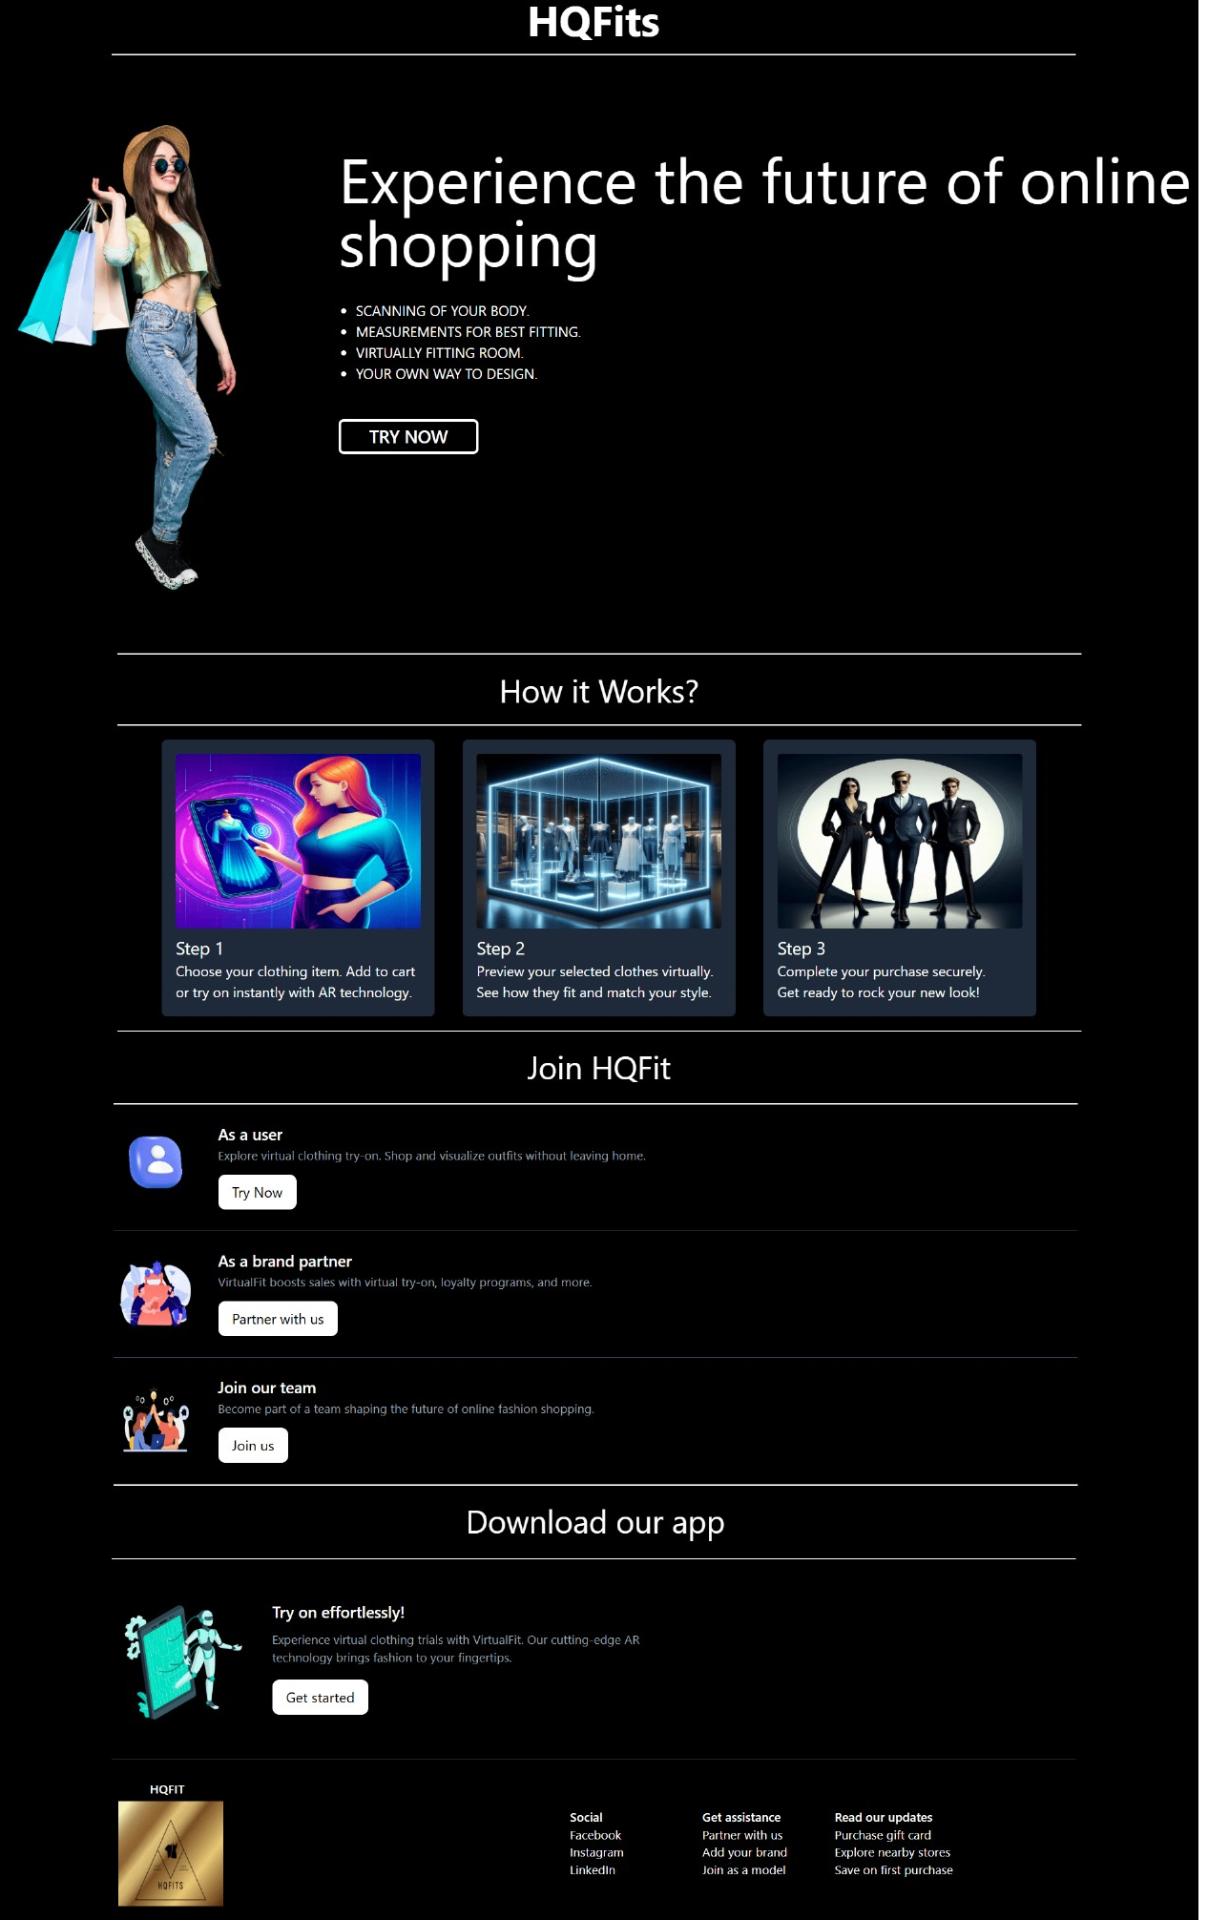 HQFits
Experience the future of online
shopping
• SCANNING OF YOUR BODY.
• MEASUREMENTS FOR BEST FITTING.
• VIRTUALLY FITTING ROOM.
• YOUR OWN WAY TO DESIGN.
TRY NOW
How it Works?
Step 1
Choose your clothing item. Add to cart
or try on instantly with AR technology.
Step 2
Preview your selected clothes virtually.
See how they fit and match your style.
Step 3
Complete your purchase securely.
Get ready to rock your new look!
Join HQFit
As a user
Explore virtual clothing try-on. Shop and visualize outfits without leaving home.
Try Now
As a brand partner
VirtualFit boosts sales with virtual try-on, loyalty programs, and more.
Partner with us
Join our team
Become part of a team shaping the future of online fashion shopping.
Join us
Download our app
Try on effortlessly!
Experience virtual clothing trials with VirtualFit. Our cutting-edge AR
technology brings fashion to your fingertips.
Get started
HQFIT
HQFITS
Social
Facebook
Instagram
LinkedIn
Get assistance
Partner with us
Add your brand
Join as a model
Read our updates
Purchase gift card
Explore nearby stores
Save on first purchase